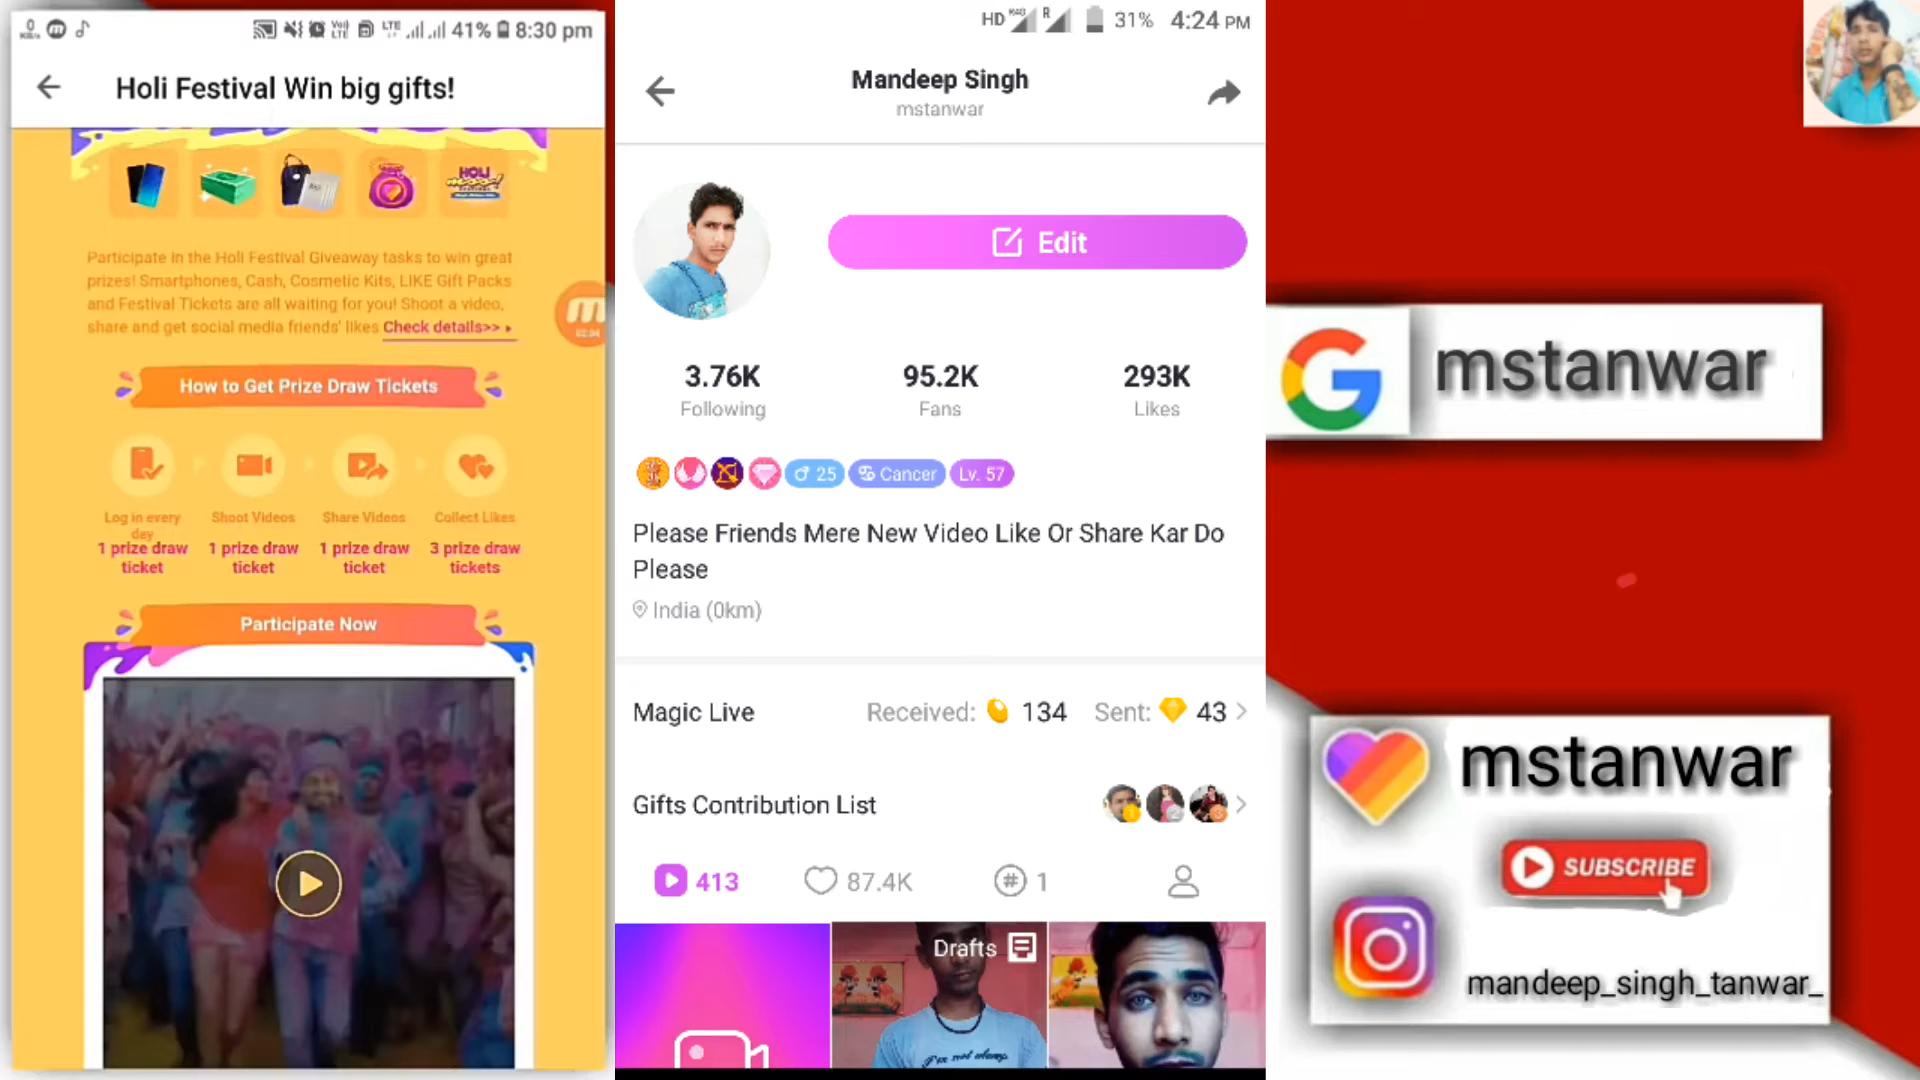 41% 8:30 pm
Holi Festival Win big gifts!
HOLI
Participate in the Holi Festival Giveaway tasks to win great
prizes! Smartphones, Cash, Cosmetic Kits, LIKE Gift Packs
and Festival Tickets are all waiting for you! Shoot a video,
share and get social media friends' likes Check details>>
How to Get Prize Draw Tickets
Log in every
day
1 prize draw
ticket
Shoot Videos
1 prize draw
ticket
Share Videos
1 prize draw
ticket
Collect Likes
3 prize draw
tickets
Participate Now
HD R 31% 4:24 PM
Mandeep Singh
mstanwar
Edit
3.76K
Following
95.2K
Fans
293K
Likes
25
Cancer
Lv. 57
Please Friends Mere New Video Like Or Share Kar Do
Please
India (0km)
Magic Live Received: 134 Sent: 43
Gifts Contribution List
413 87.4K 1
Drafts
I'm not always
mstanwar
mstanwar
SUBSCRIBE
mandeep_singh_tanwar_